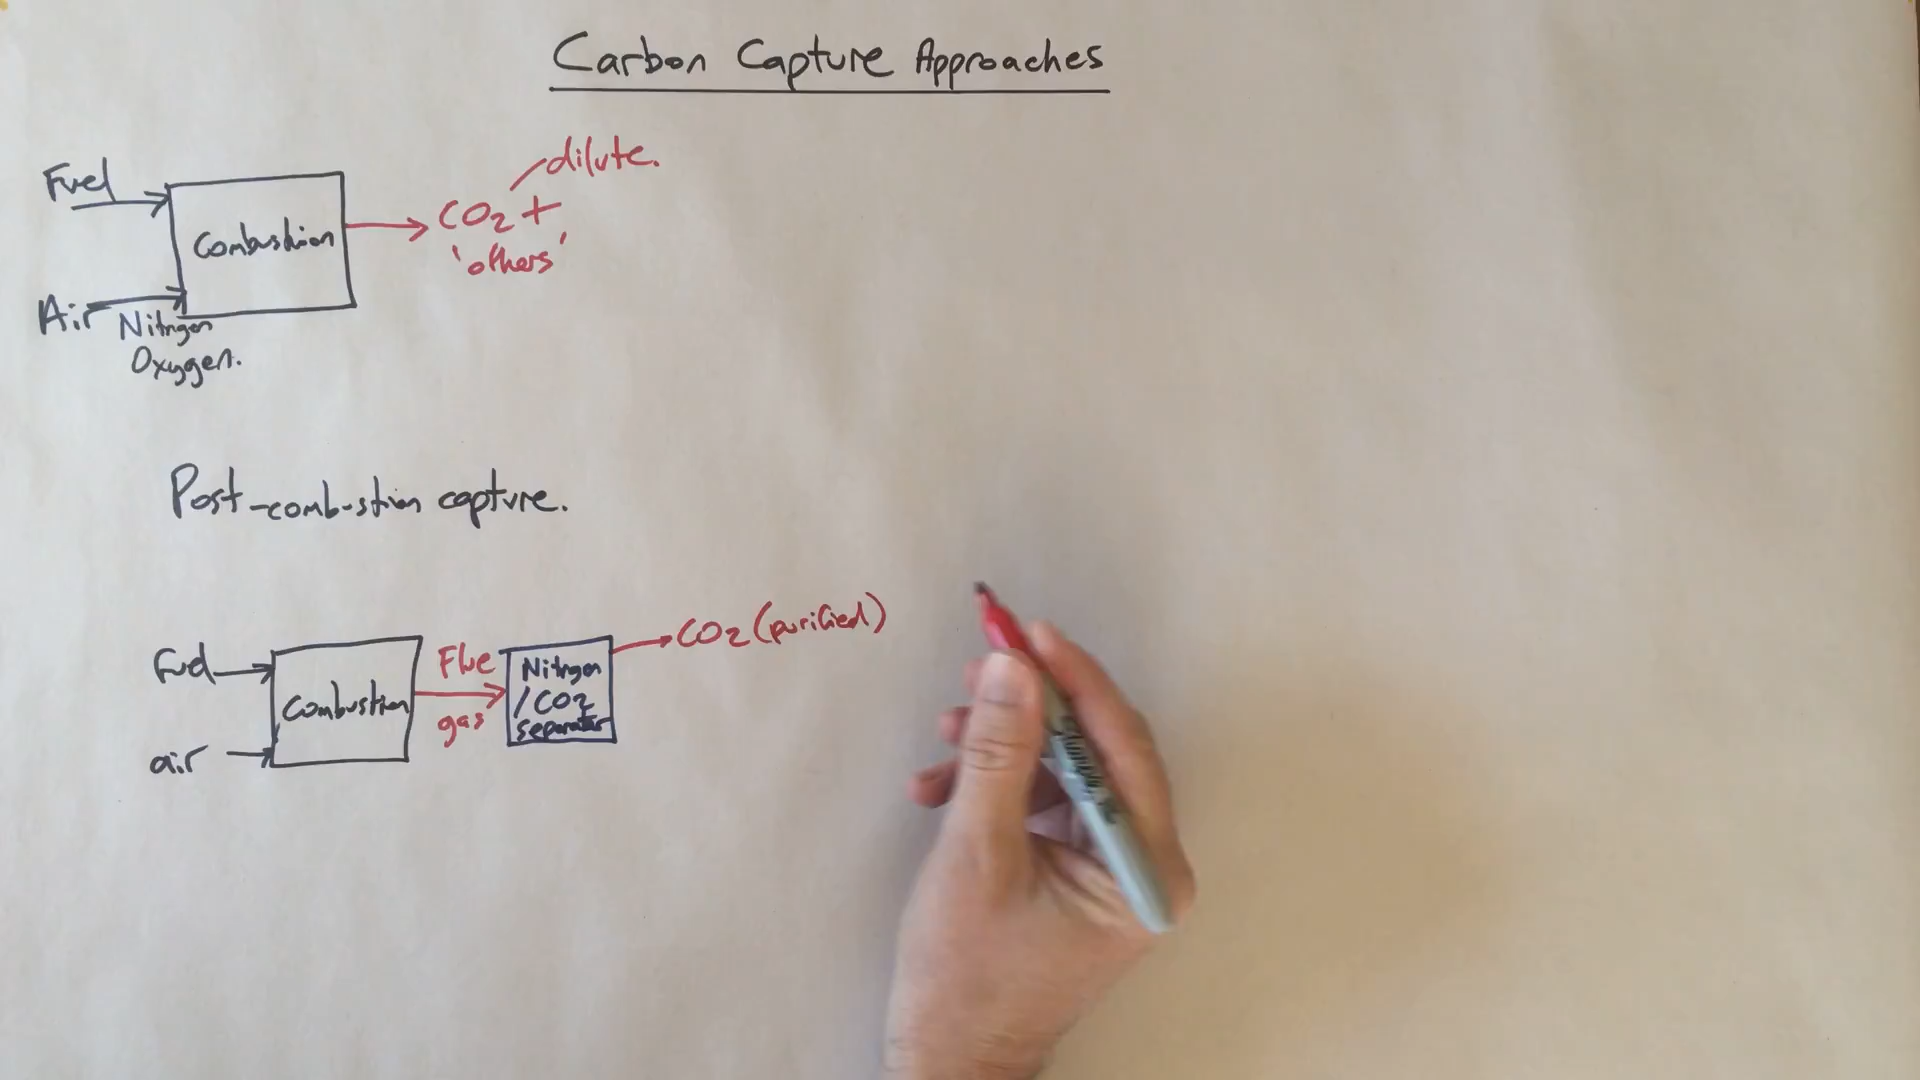 Carbon Capture Approaches
dilute.
Fuel
Combustion
CO2 +
'others'
Air
Nitrogen
Oxygen.
Post-combustion capture.
Fuel
air
Combustion
Flue
gas
Nitrogen
/CO2
separator
CO2 (purified)